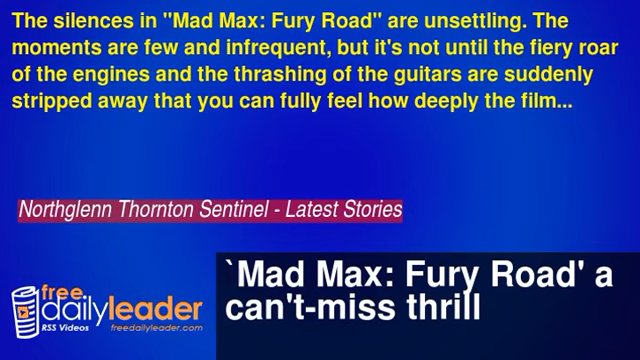 The silences in "Mad Max: Fury Road" are unsettling. The
moments are few and infrequent, but it's not until the fiery roar
of the engines and the thrashing of the guitars are suddenly
stripped away that you can fully feel how deeply the film...
Northglenn Thornton Sentinel - Latest Stories
`Mad Max: Fury Road' a
can't-miss thrill
free
dailyleader
RSS Videos freedailyleader.com